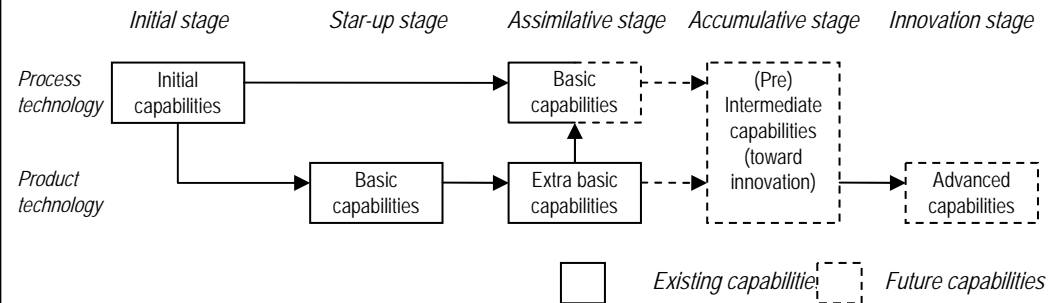 Initial stage Star-up stage Assimilative stage Accumulative stage Innovation stage
Process
technology
Initial
capabilities
Basic
capabilities
(Pre)
Intermediate
capabilities
(toward
innovation)
Product
technology
Basic
capabilities
Extra basic
capabilities
Advanced
capabilities
Existing capabilitie
Future capabilities